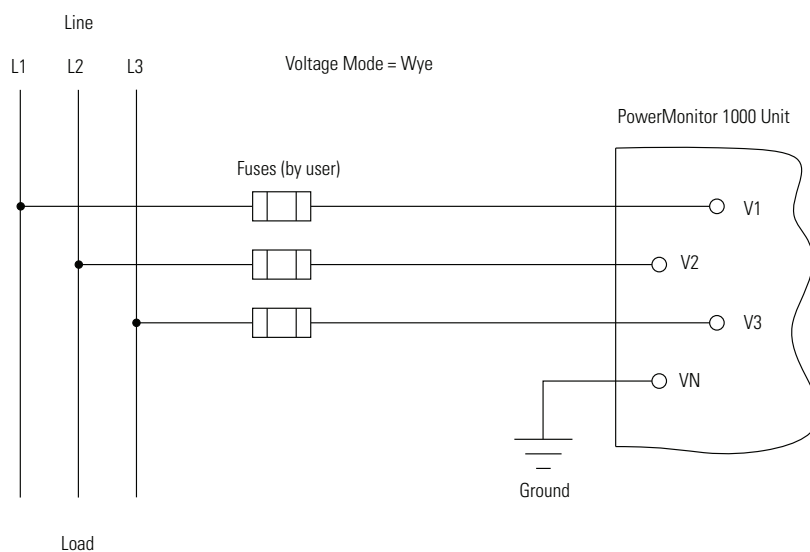 Line
L1 L2 L3
Voltage Mode = Wye
PowerMonitor 1000 Unit
Fuses (by user)
V1
V2
V3
VN
Ground
Load